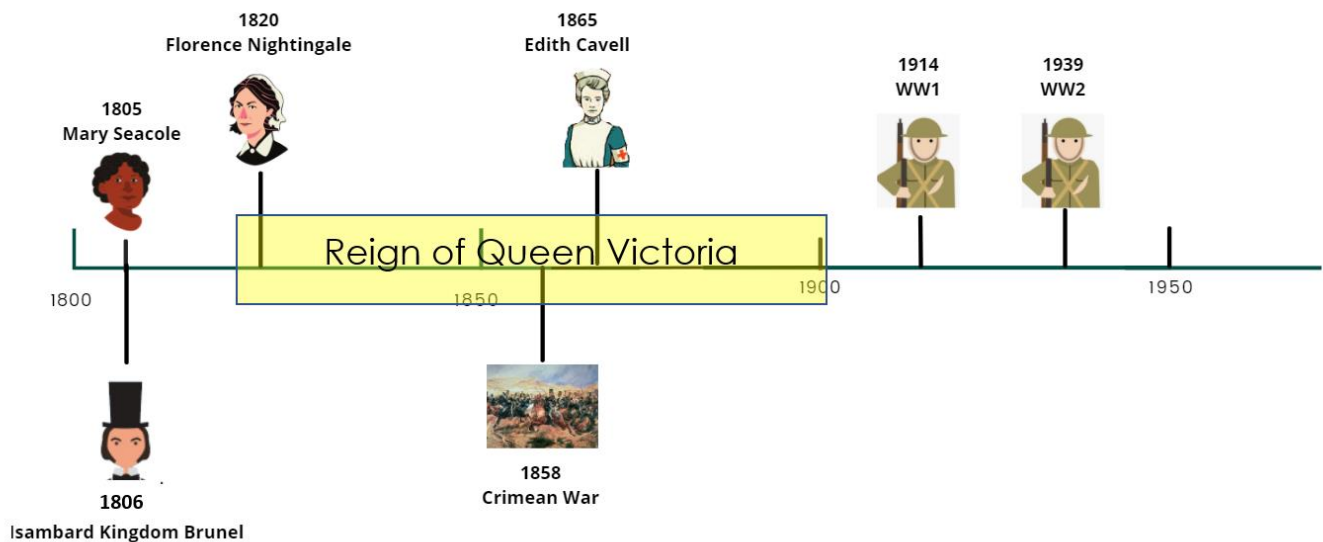 1820
Florence Nightingale
1865
Edith Cavell
1914
WW1
1939
WW2
1805
Mary Seacole
Reign of Queen Victoria
1800
1850
1900
1950
1858
Crimean War
1806
Isambard Kingdom Brunel